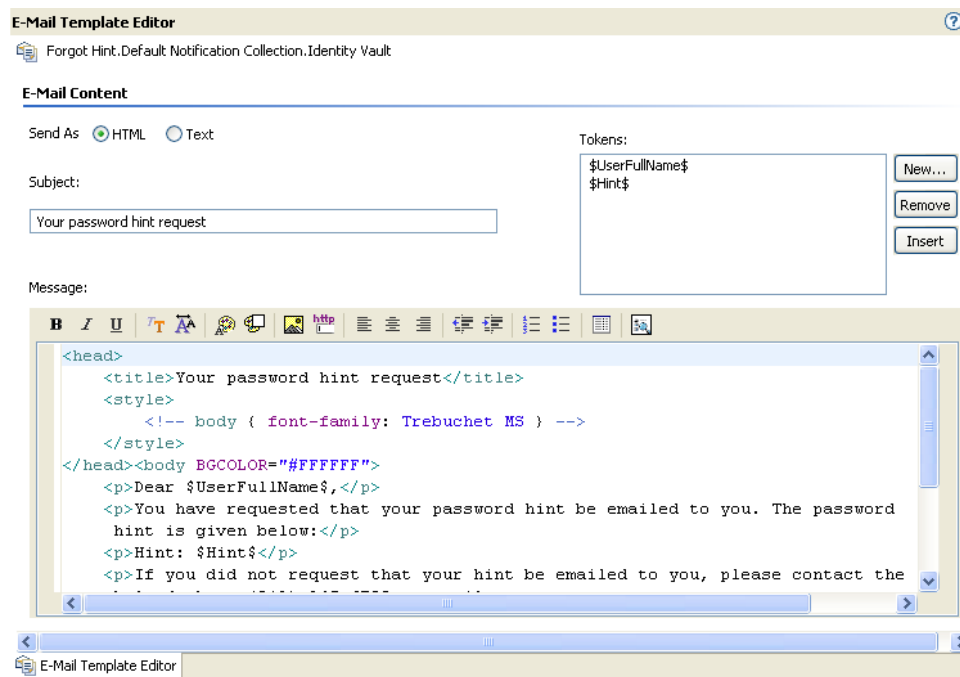 E-Mail Template Editor
Forgot Hint.Default Notification Collection.Identity Vault
E-Mail Content
Send As HTML Text
Tokens:
$UserFullName$
$Hint$
New...
Remove
Insert
Subject:
Your password hint request
Message:
B I U TT AA http
<head>
<title>Your password hint request</title>
<style>
<!-- body { font-family: Trebuchet MS } -->
</style>
</head><body BGCOLOR="#FFFFFF">
<p>Dear $UserFullName$,</p>
<p>You have requested that your password hint be emailed to you. The password
hint is given below:</p>
<p>Hint: $Hint$</p>
<p>If you did not request that your hint be emailed to you, please contact the
E-Mail Template Editor